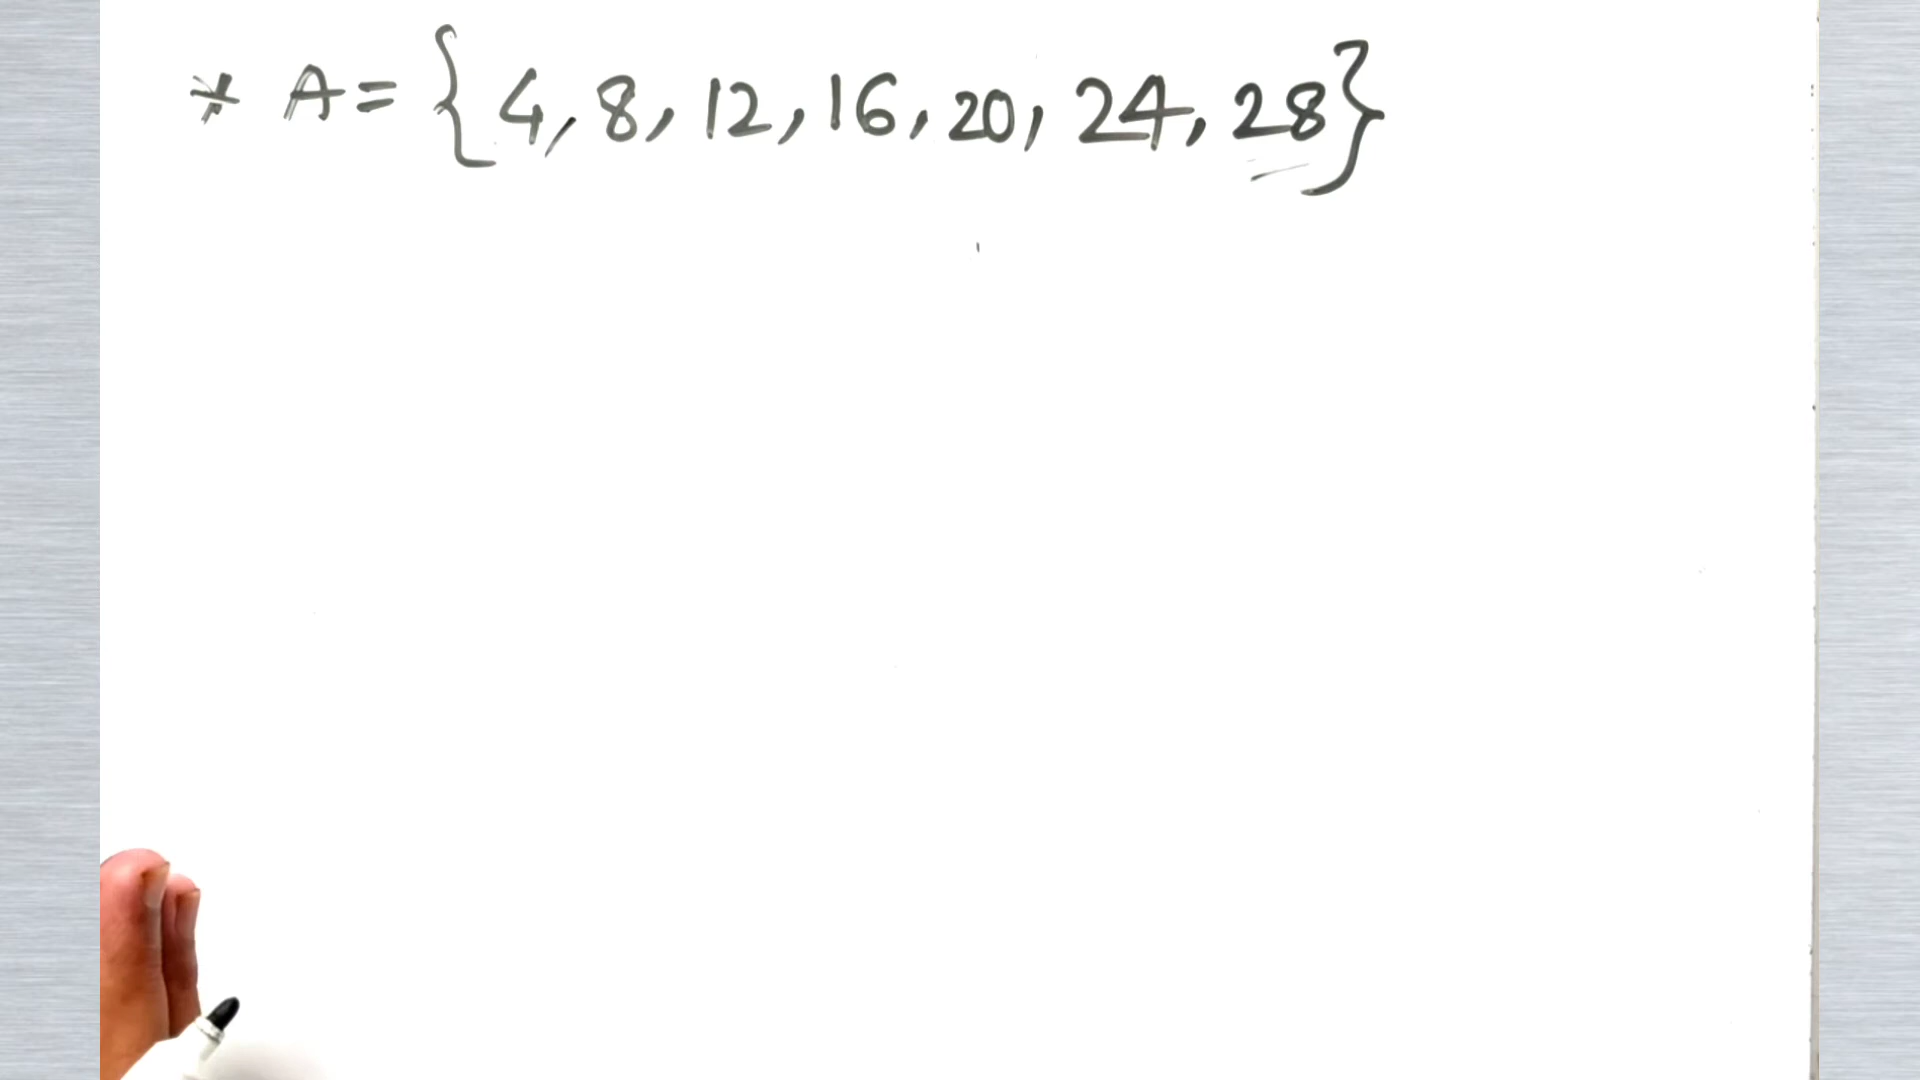 * A = {4, 8, 12, 16, 20, 24, 28}